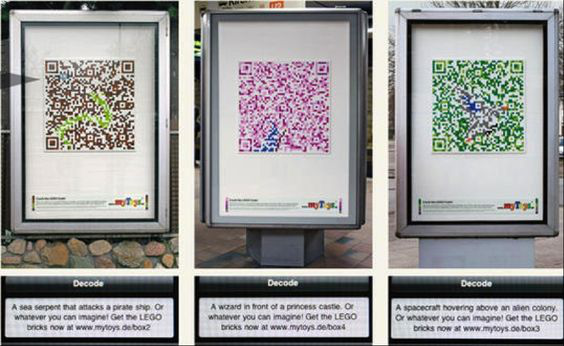 myToys.
myToys.
myToys.
Decode
A sea serpent that attacks a pirate ship. Or
whatever you can imagine! Get the LEGO
bricks now at www.mytoys.de/box2
Decode
A wizard in front of a princess castle. Or
whatever you can imagine! Get the LEGO
bricks now at www.mytoys.de/box4
Decode
A spacecraft hovering above an alien colony.
Or whatever you can imagine! Get the LEGO
bricks now at www.mytoys.de/box3